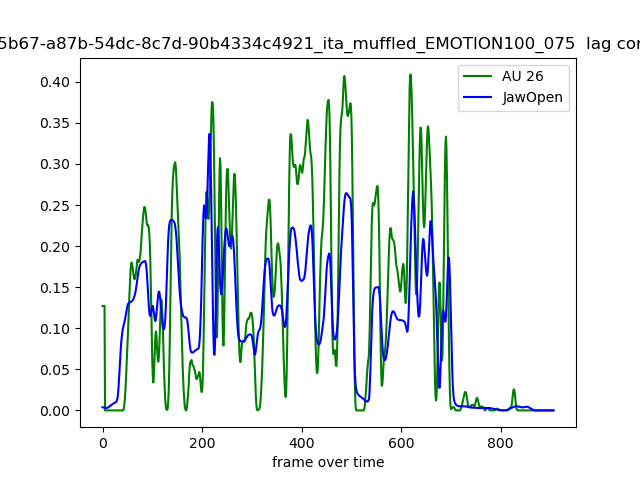 5b67-a87b-54dc-8c7d-90b4334c4921_ita_muffled_EMOTION100_075 lag cor
AU 26
JawOpen
0.40
0.35
0.30
0.25
0.20
0.15
0.10
0.05
0.00
0 200 400 600 800
frame over time